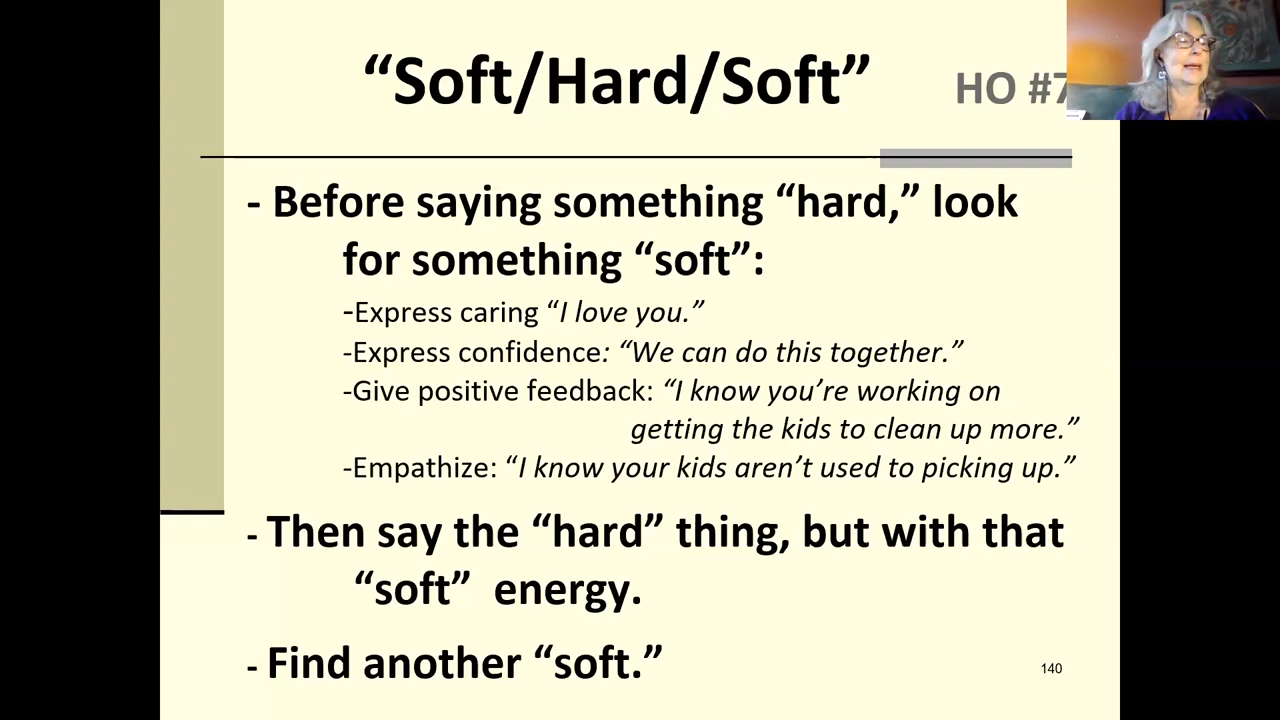 “Soft/Hard/Soft” HO #7
- Before saying something “hard,” look
for something “soft”:
-Express caring “I love you.”
-Express confidence: “We can do this together.”
-Give positive feedback: “I know you’re working on
getting the kids to clean up more.”
-Empathize: “I know your kids aren’t used to picking up.”
- Then say the “hard” thing, but with that
“soft” energy.
- Find another “soft.”
140